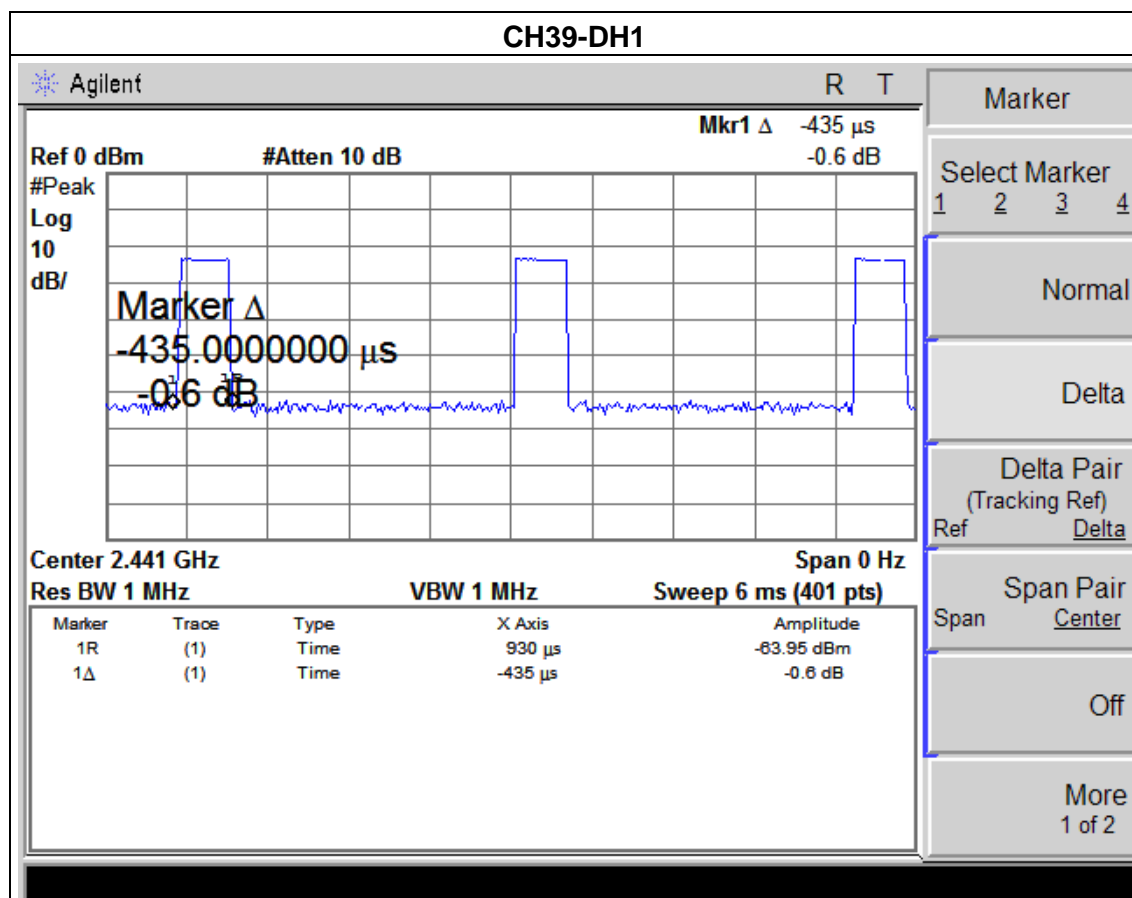 CH39-DH1
Agilent R T
Mkr1 Δ -435 µs
Ref 0 dBm #Atten 10 dB -0.6 dB
#Peak
Log
10
dB/
Marker Δ
-435.0000000 µs
-0.6 dB
Center 2.441 GHz Span 0 Hz
Res BW 1 MHz VBW 1 MHz Sweep 6 ms (401 pts)
Marker Trace Type X Axis Amplitude
1R (1) Time 930 µs -63.95 dBm
1Δ (1) Time -435 µs -0.6 dB
Marker
Select Marker
1 2 3 4
Normal
Delta
Delta Pair
(Tracking Ref)
Ref Delta
Span Pair
Span Center
Off
More
1 of 2